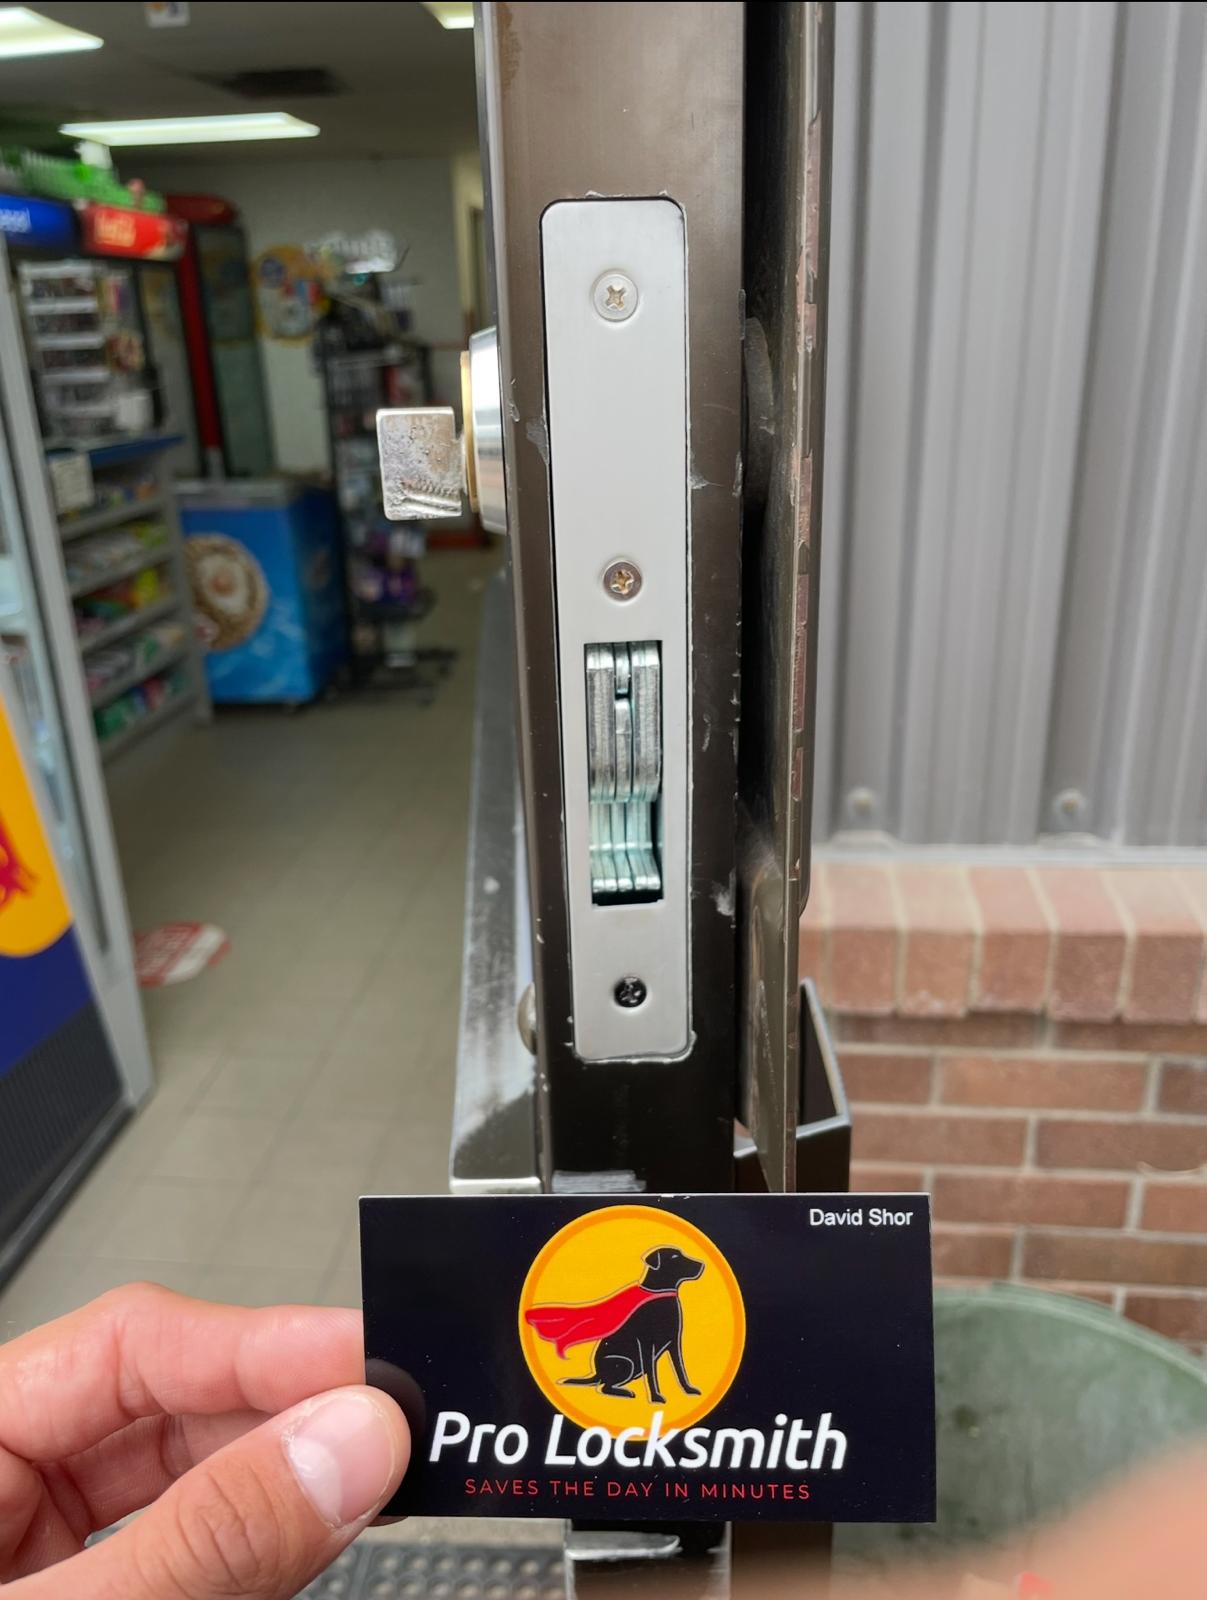 David Shor
Pro Locksmith
SAVES THE DAY IN MINUTES